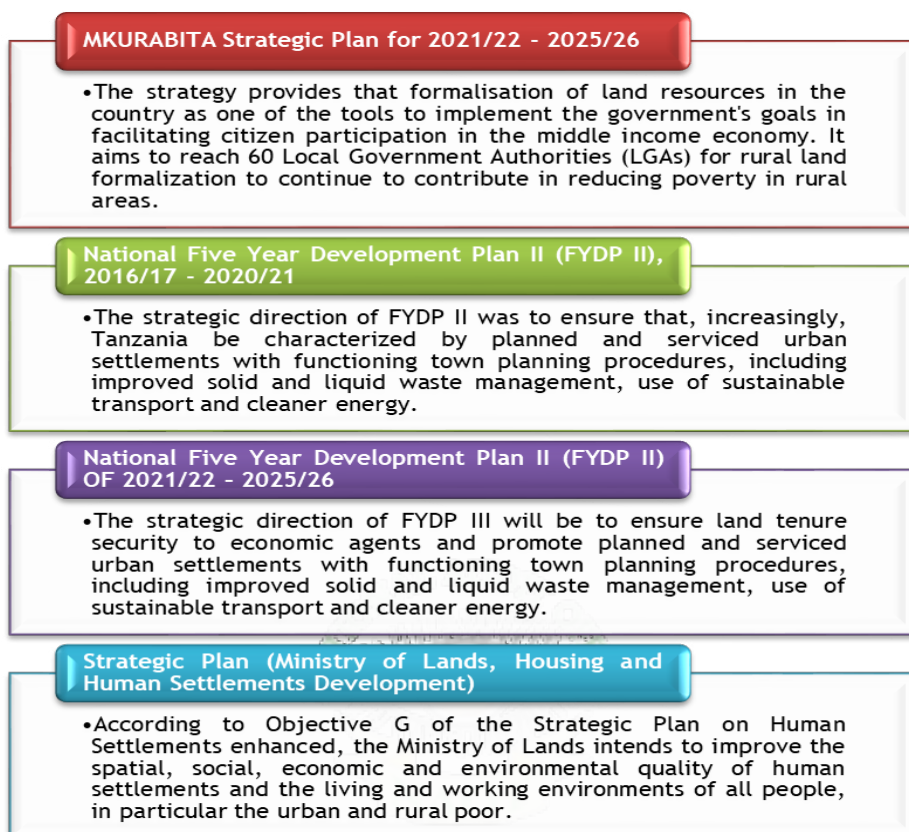 MKURABITA Strategic Plan for 2021/22 - 2025/26
•The strategy provides that formalisation of land resources in the
country as one of the tools to implement the government's goals in
facilitating citizen participation in the middle income economy. It
aims to reach 60 Local Government Authorities (LGAs) for rural land
formalization to continue to contribute in reducing poverty in rural
areas.
National Five Year Development Plan II (FYDP II),
2016/17 - 2020/21
•The strategic direction of FYDP II was to ensure that, increasingly,
Tanzania be characterized by planned and serviced urban
settlements with functioning town planning procedures, including
improved solid and liquid waste management, use of sustainable
transport and cleaner energy.
National Five Year Development Plan II (FYDP II)
OF 2021/22 – 2025/26
•The strategic direction of FYDP III will be to ensure land tenure
security to economic agents and promote planned and serviced
urban settlements with functioning town planning procedures,
including improved solid and liquid waste management, use of
sustainable transport and cleaner energy.
Strategic Plan (Ministry of Lands, Housing and
Human Settlements Development)
•According to Objective G of the Strategic Plan on Human
Settlements enhanced, the Ministry of Lands intends to improve the
spatial, social, economic and environmental quality of human
settlements and the living and working environments of all people,
in particular the urban and rural poor.